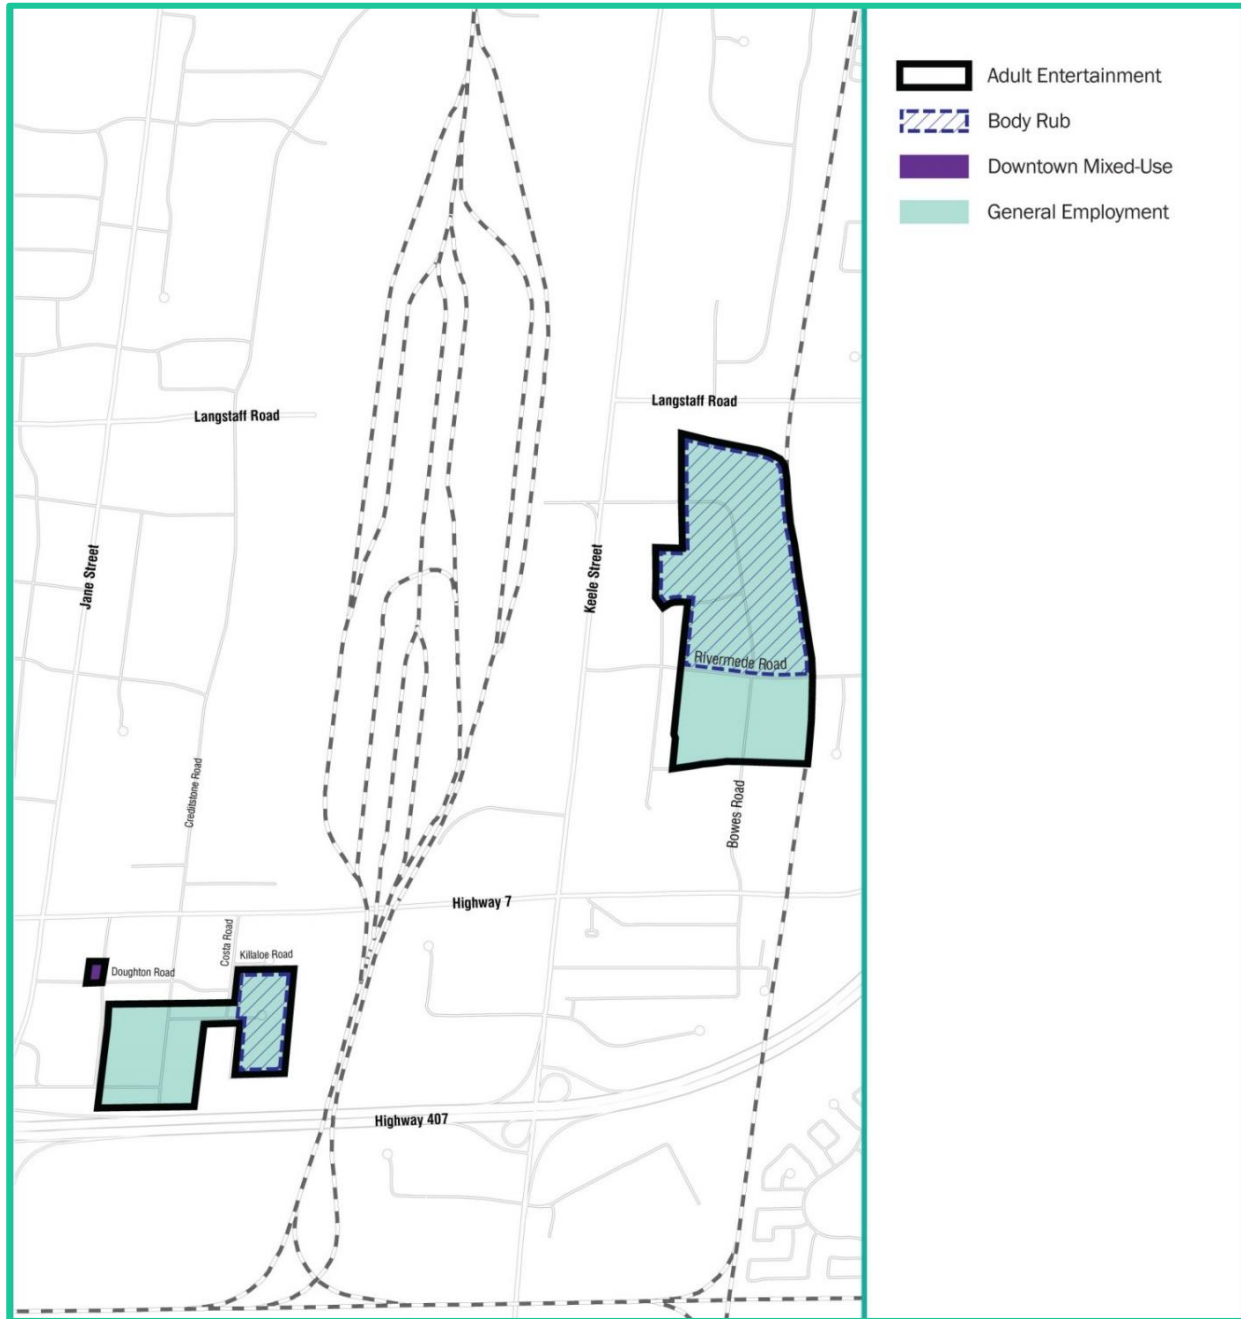 Adult Entertainment
Body Rub
Downtown Mixed-Use
General Employment
Langstaff Road
Langstaff Road
Jane Street
Keele Street
Rivermede Road
Creditstone Road
Bowes Road
Highway 7
Costa Road
Killaloe Road
Doughton Road
Highway 407